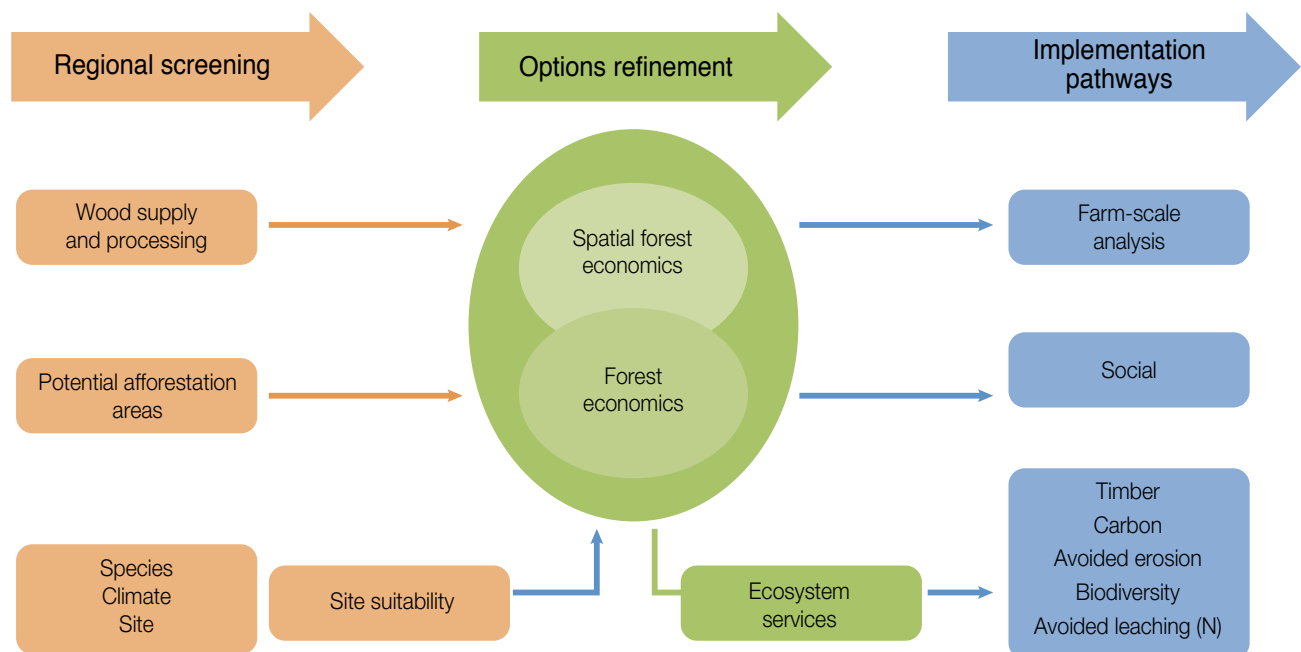 Regional screening
Options refinement
Implementation
pathways
Wood supply
and processing
Spatial forest
economics
Farm-scale
analysis
Potential afforestation
areas
Forest
economics
Social
Species
Climate
Site
Site suitability
Ecosystem
services
Timber
Carbon
Avoided erosion
Biodiversity
Avoided leaching (N)